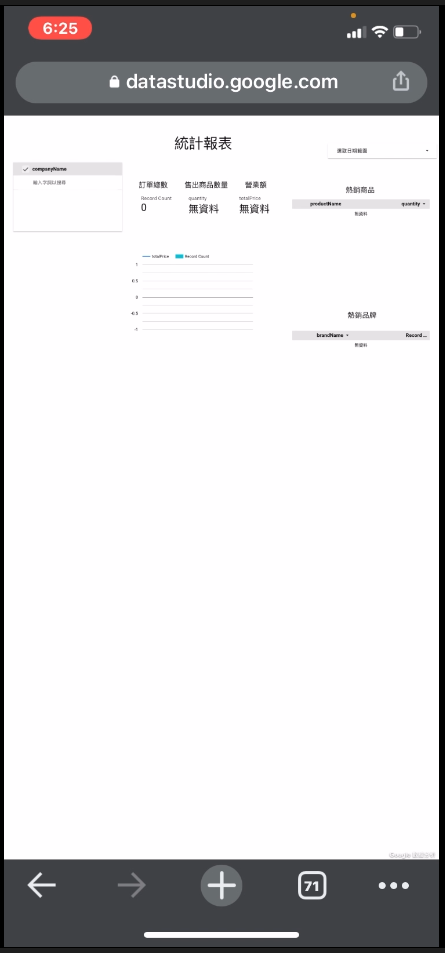 6:25
datastudio.google.com
統計報表
選取日期範圍
companyName
輸入字詞以搜尋
訂單總數 售出商品數量 營業額
Record Count quantity totalPrice
0 無資料 無資料
熱銷商品
productName quantity
無資料
totalPrice Record Count
1
0.5
0
-0.5
-1
熱銷品牌
brandName Record ...
無資料
71